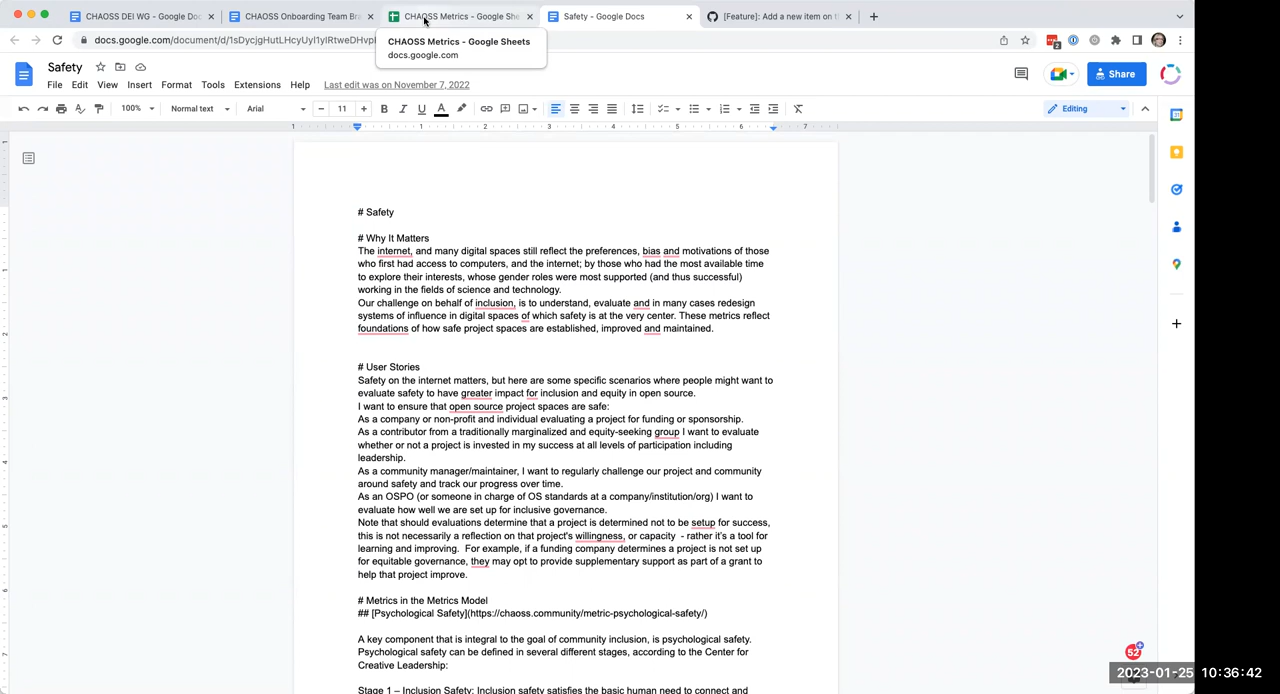 CHAOSS DEI WG - Google Doc
CHAOSS Onboarding Team Br
CHAOSS Metrics - Google She
Safety - Google Docs
[Feature]: Add a new item on t
docs.google.com/document/d/1sDycjgHutLHcyUyI1ylRtweDHvpl
2
CHAOSS Metrics - Google Sheets
docs.google.com
Safety
File Edit View Insert Format Tools Extensions Help Last edit was on November 7, 2022
Share
100% Normal text Arial 11 B I U A
Editing
1 1 2 3 4 5 6 7
# Safety
# Why It Matters
The internet, and many digital spaces still reflect the preferences, bias and motivations of those
who first had access to computers, and the internet; by those who had the most available time
to explore their interests, whose gender roles were most supported (and thus successful)
working in the fields of science and technology.
Our challenge on behalf of inclusion, is to understand, evaluate and in many cases redesign
systems of influence in digital spaces of which safety is at the very center. These metrics reflect
foundations of how safe project spaces are established, improved and maintained.
# User Stories
Safety on the internet matters, but here are some specific scenarios where people might want to
evaluate safety to have greater impact for inclusion and equity in open source.
I want to ensure that open source project spaces are safe:
As a company or non-profit and individual evaluating a project for funding or sponsorship.
As a contributor from a traditionally marginalized and equity-seeking group I want to evaluate
whether or not a project is invested in my success at all levels of participation including
leadership.
As a community manager/maintainer, I want to regularly challenge our project and community
around safety and track our progress over time.
As an OSPO (or someone in charge of OS standards at a company/institution/org) I want to
evaluate how well we are set up for inclusive governance.
Note that should evaluations determine that a project is determined not to be setup for success,
this is not necessarily a reflection on that project's willingness, or capacity - rather it's a tool for
learning and improving. For example, if a funding company determines a project is not set up
for equitable governance, they may opt to provide supplementary support as part of a grant to
help that project improve.
# Metrics in the Metrics Model
## [Psychological Safety](https://chaoss.community/metric-psychological-safety/)
A key component that is integral to the goal of community inclusion, is psychological safety.
Psychological safety can be defined in several different stages, according to the Center for
Creative Leadership:
Stage 1 – Inclusion Safety: Inclusion safety satisfies the basic human need to connect and
52
2023-01-25 10:36:42